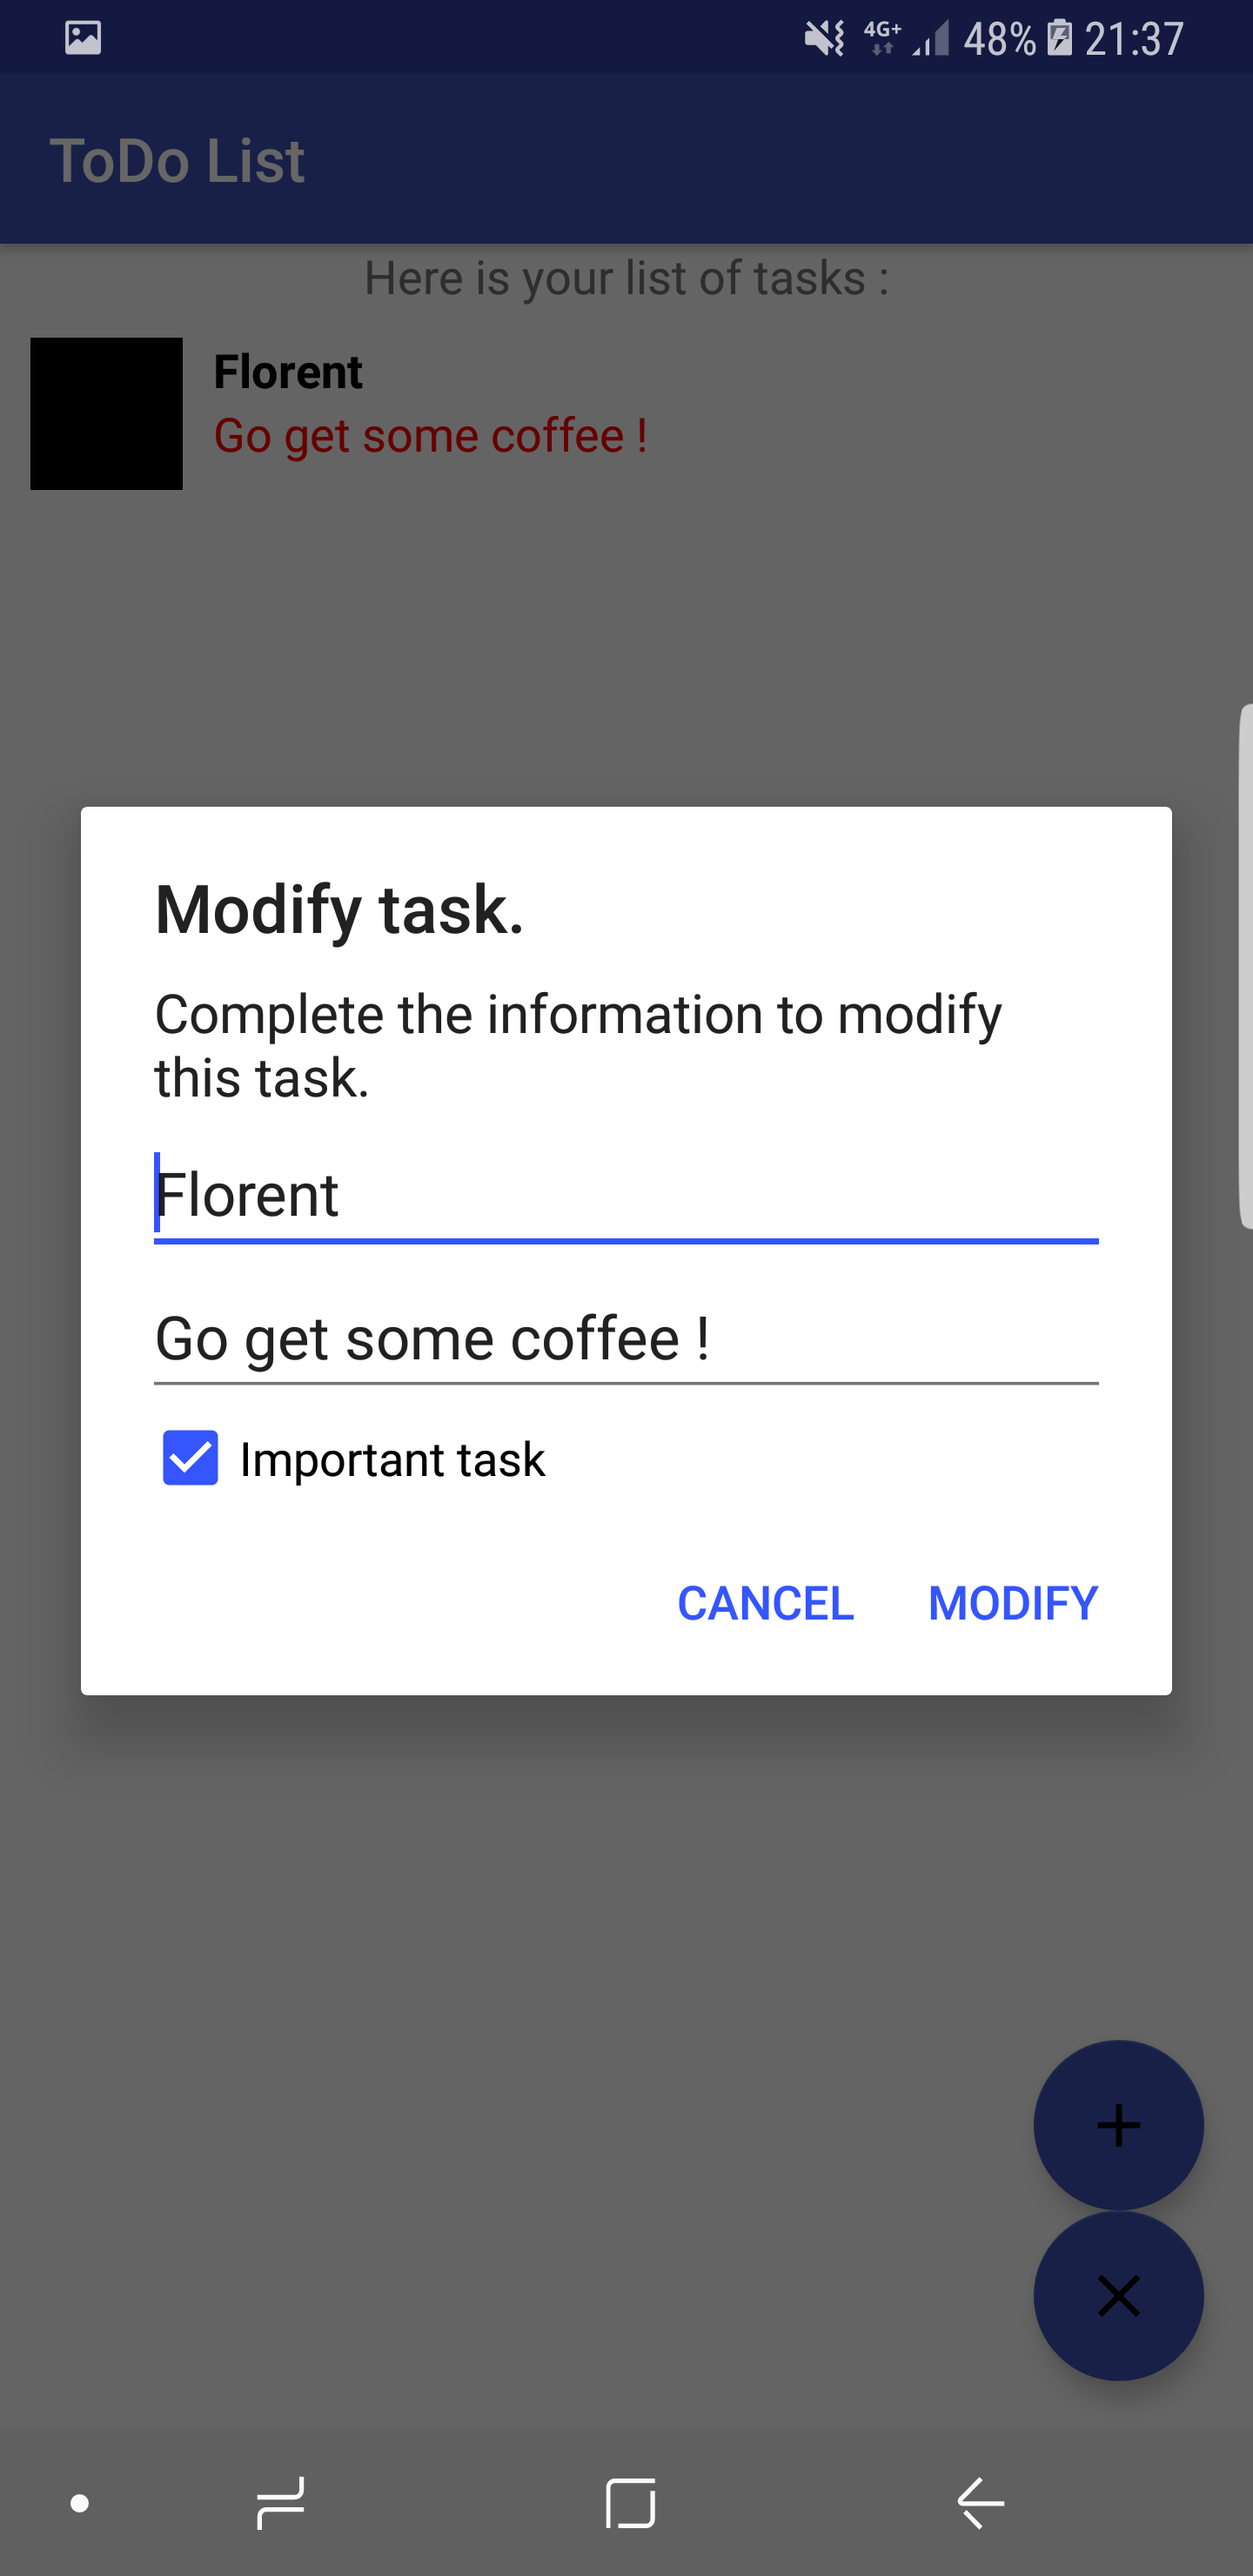 4G+ 48% 21:37
ToDo List
Here is your list of tasks :
Florent
Go get some coffee !
Modify task.
Complete the information to modify
this task.
Florent
Go get some coffee !
Important task
CANCEL MODIFY